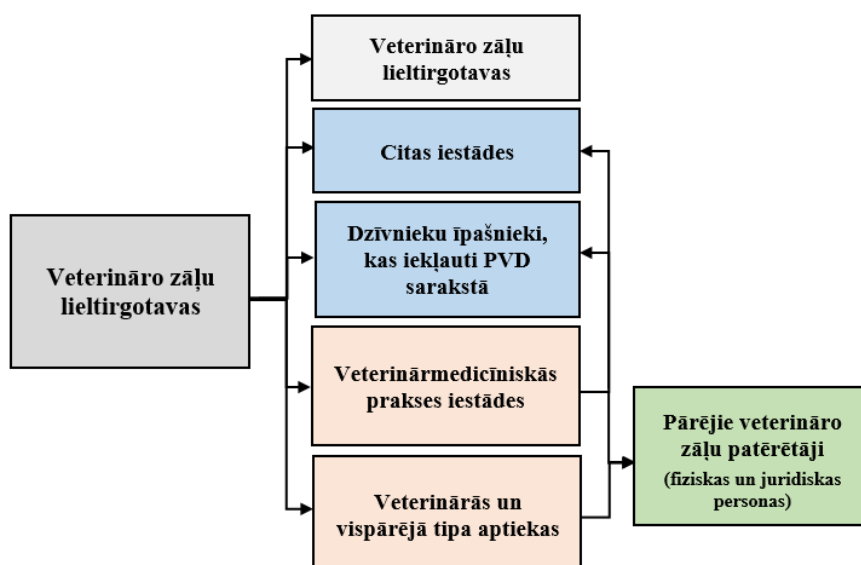 Veterināro zāļu
lieltirgotavas
Veterināro zāļu
lieltirgotavas
Citas iestādes
Dzīvnieku īpašnieki,
kas iekļauti PVD
sarakstā
Veterinārmedicīniskās
prakses iestādes
Veterinārās un
vispārējā tipa aptiekas
Pārējie veterināro
zāļu patērētāji
(fiziskas un juridiskas
personas)